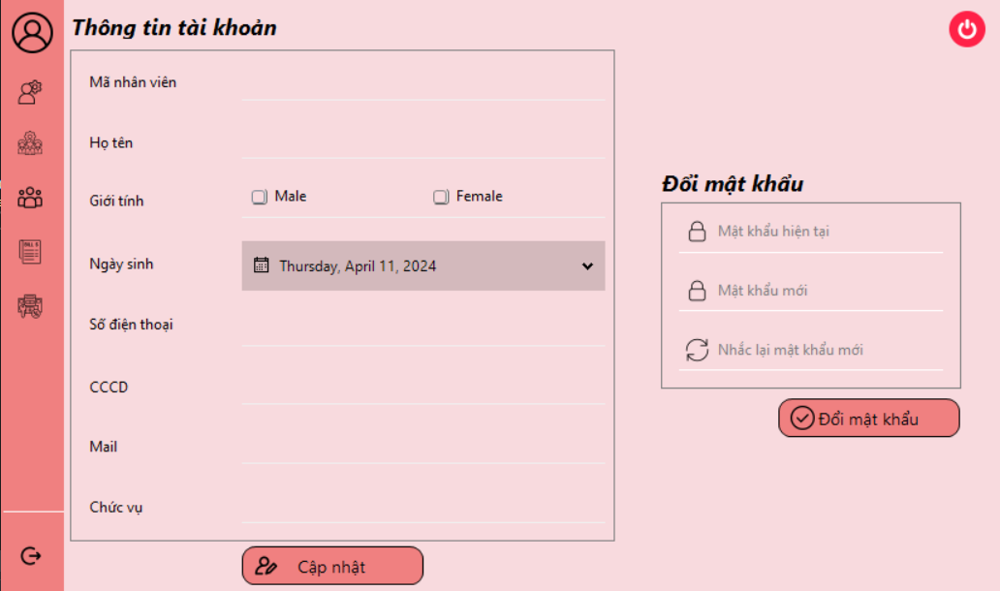 Thông tin tài khoản
Mã nhân viên
Họ tên
Giới tính
Male
Female
Ngày sinh
Thursday, April 11, 2024
Số điện thoại
CCCD
Mail
Chức vụ
Cập nhật
Đổi mật khẩu
Mật khẩu hiện tại
Mật khẩu mới
Nhắc lại mật khẩu mới
Đổi mật khẩu